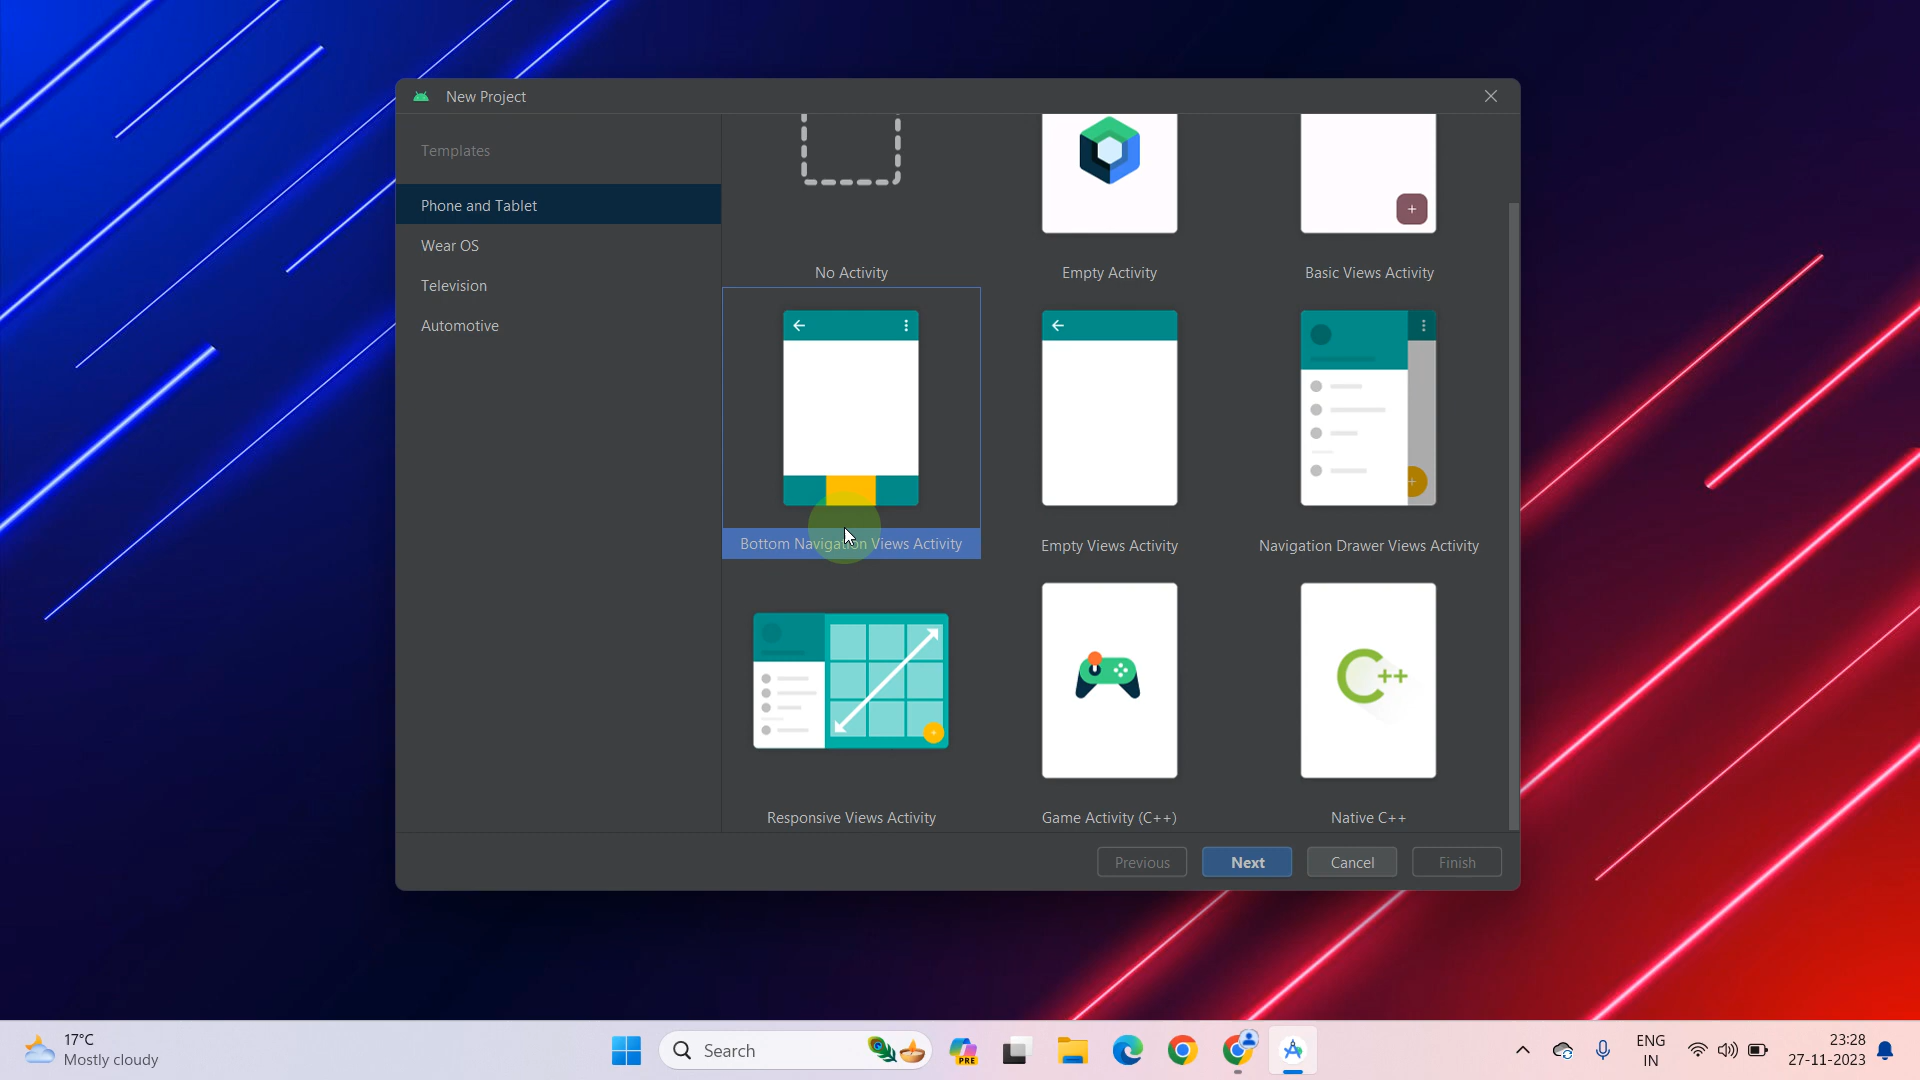 New Project
Templates
Phone and Tablet
Wear OS
Television
Automotive
No Activity
Empty Activity
+
Basic Views Activity
Bottom Navigation Views Activity
Empty Views Activity
+
Navigation Drawer Views Activity
+
Responsive Views Activity
Game Activity (C++)
C++
Native C++
Previous
Next
Cancel
Finish
17°C
Mostly cloudy
Search
PRE
ENG
IN
23:28
27-11-2023